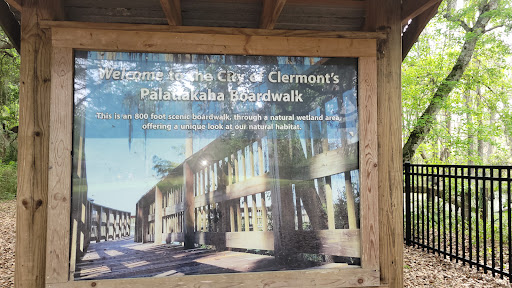 Welcome to the City of Clermont's
Palatlakaha Boardwalk
This is an 800 foot scenic boardwalk, through a natural wetland area,
offering a unique look at our natural habitat.